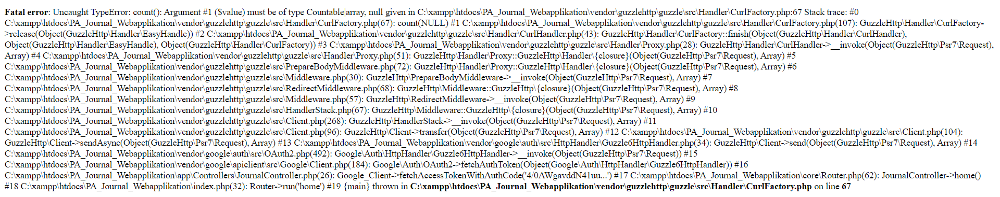 Fatal error: Uncaught TypeError: count(): Argument #1 ($value) must be of type Countable|array, null given in C:\xampp\htdocs\PA_Journal_Webapplikation\vendor\guzzlehttp\guzzle\src\Handler\CurlFactory.php:67 Stack trace: #0
C:\xampp\htdocs\PA_Journal_Webapplikation\vendor\guzzlehttp\guzzle\src\Handler\CurlFactory.php(67): count(NULL) #1 C:\xampp\htdocs\PA_Journal_Webapplikation\vendor\guzzlehttp\guzzle\src\Handler\CurlFactory.php(107): GuzzleHttp\Handler\CurlFactory-
>release(Object(GuzzleHttp\Handler\EasyHandle)) #2 C:\xampp\htdocs\PA_Journal_Webapplikation\vendor\guzzlehttp\guzzle\src\Handler\CurlHandler.php(43): GuzzleHttp\Handler\CurlFactory::finish(Object(GuzzleHttp\Handler\CurlHandler),
Object(GuzzleHttp\Handler\EasyHandle), Object(GuzzleHttp\Handler\CurlFactory)) #3 C:\xampp\htdocs\PA_Journal_Webapplikation\vendor\guzzlehttp\guzzle\src\Handler\Proxy.php(28): GuzzleHttp\Handler\CurlHandler->__invoke(Object(GuzzleHttp\Psr7\Request),
Array) #4 C:\xampp\htdocs\PA_Journal_Webapplikation\vendor\guzzlehttp\guzzle\src\Handler\Proxy.php(51): GuzzleHttp\Handler\Proxy::GuzzleHttp\Handler\{closure}(Object(GuzzleHttp\Psr7\Request), Array) #5
C:\xampp\htdocs\PA_Journal_Webapplikation\vendor\guzzlehttp\guzzle\src\PrepareBodyMiddleware.php(72): GuzzleHttp\Handler\Proxy::GuzzleHttp\Handler\{closure}(Object(GuzzleHttp\Psr7\Request), Array) #6
C:\xampp\htdocs\PA_Journal_Webapplikation\vendor\guzzlehttp\guzzle\src\Middleware.php(30): GuzzleHttp\PrepareBodyMiddleware->__invoke(Object(GuzzleHttp\Psr7\Request), Array) #7
C:\xampp\htdocs\PA_Journal_Webapplikation\vendor\guzzlehttp\guzzle\src\RedirectMiddleware.php(68): GuzzleHttp\Middleware::GuzzleHttp\{closure}(Object(GuzzleHttp\Psr7\Request), Array) #8
C:\xampp\htdocs\PA_Journal_Webapplikation\vendor\guzzlehttp\guzzle\src\Middleware.php(57): GuzzleHttp\RedirectMiddleware->__invoke(Object(GuzzleHttp\Psr7\Request), Array) #9
C:\xampp\htdocs\PA_Journal_Webapplikation\vendor\guzzlehttp\guzzle\src\HandlerStack.php(67): GuzzleHttp\Middleware::GuzzleHttp\{closure}(Object(GuzzleHttp\Psr7\Request), Array) #10
C:\xampp\htdocs\PA_Journal_Webapplikation\vendor\guzzlehttp\guzzle\src\Client.php(268): GuzzleHttp\HandlerStack->__invoke(Object(GuzzleHttp\Psr7\Request), Array) #11
C:\xampp\htdocs\PA_Journal_Webapplikation\vendor\guzzlehttp\guzzle\src\Client.php(96): GuzzleHttp\Client->transfer(Object(GuzzleHttp\Psr7\Request), Array) #12 C:\xampp\htdocs\PA_Journal_Webapplikation\vendor\guzzlehttp\guzzle\src\Client.php(104):
GuzzleHttp\Client->sendAsync(Object(GuzzleHttp\Psr7\Request), Array) #13 C:\xampp\htdocs\PA_Journal_Webapplikation\vendor\google\auth\src\HttpHandler\Guzzle6HttpHandler.php(34): GuzzleHttp\Client->send(Object(GuzzleHttp\Psr7\Request), Array) #14
C:\xampp\htdocs\PA_Journal_Webapplikation\vendor\google\auth\src\OAuth2.php(492): Google\Auth\HttpHandler\Guzzle6HttpHandler->__invoke(Object(GuzzleHttp\Psr7\Request)) #15
C:\xampp\htdocs\PA_Journal_Webapplikation\vendor\google\apiclient\src\Google\Client.php(184): Google\Auth\OAuth2->fetchAuthToken(Object(Google\Auth\HttpHandler\Guzzle6HttpHandler)) #16
C:\xampp\htdocs\PA_Journal_Webapplikation\app\Controllers\JournalController.php(26): Google_Client->fetchAccessTokenWithAuthCode('4/0AWgavddN41uu...') #17 C:\xampp\htdocs\PA_Journal_Webapplikation\core\Router.php(62): JournalController->home()
#18 C:\xampp\htdocs\PA_Journal_Webapplikation\index.php(32): Router->run('home') #19 {main} thrown in C:\xampp\htdocs\PA_Journal_Webapplikation\vendor\guzzlehttp\guzzle\src\Handler\CurlFactory.php on line 67